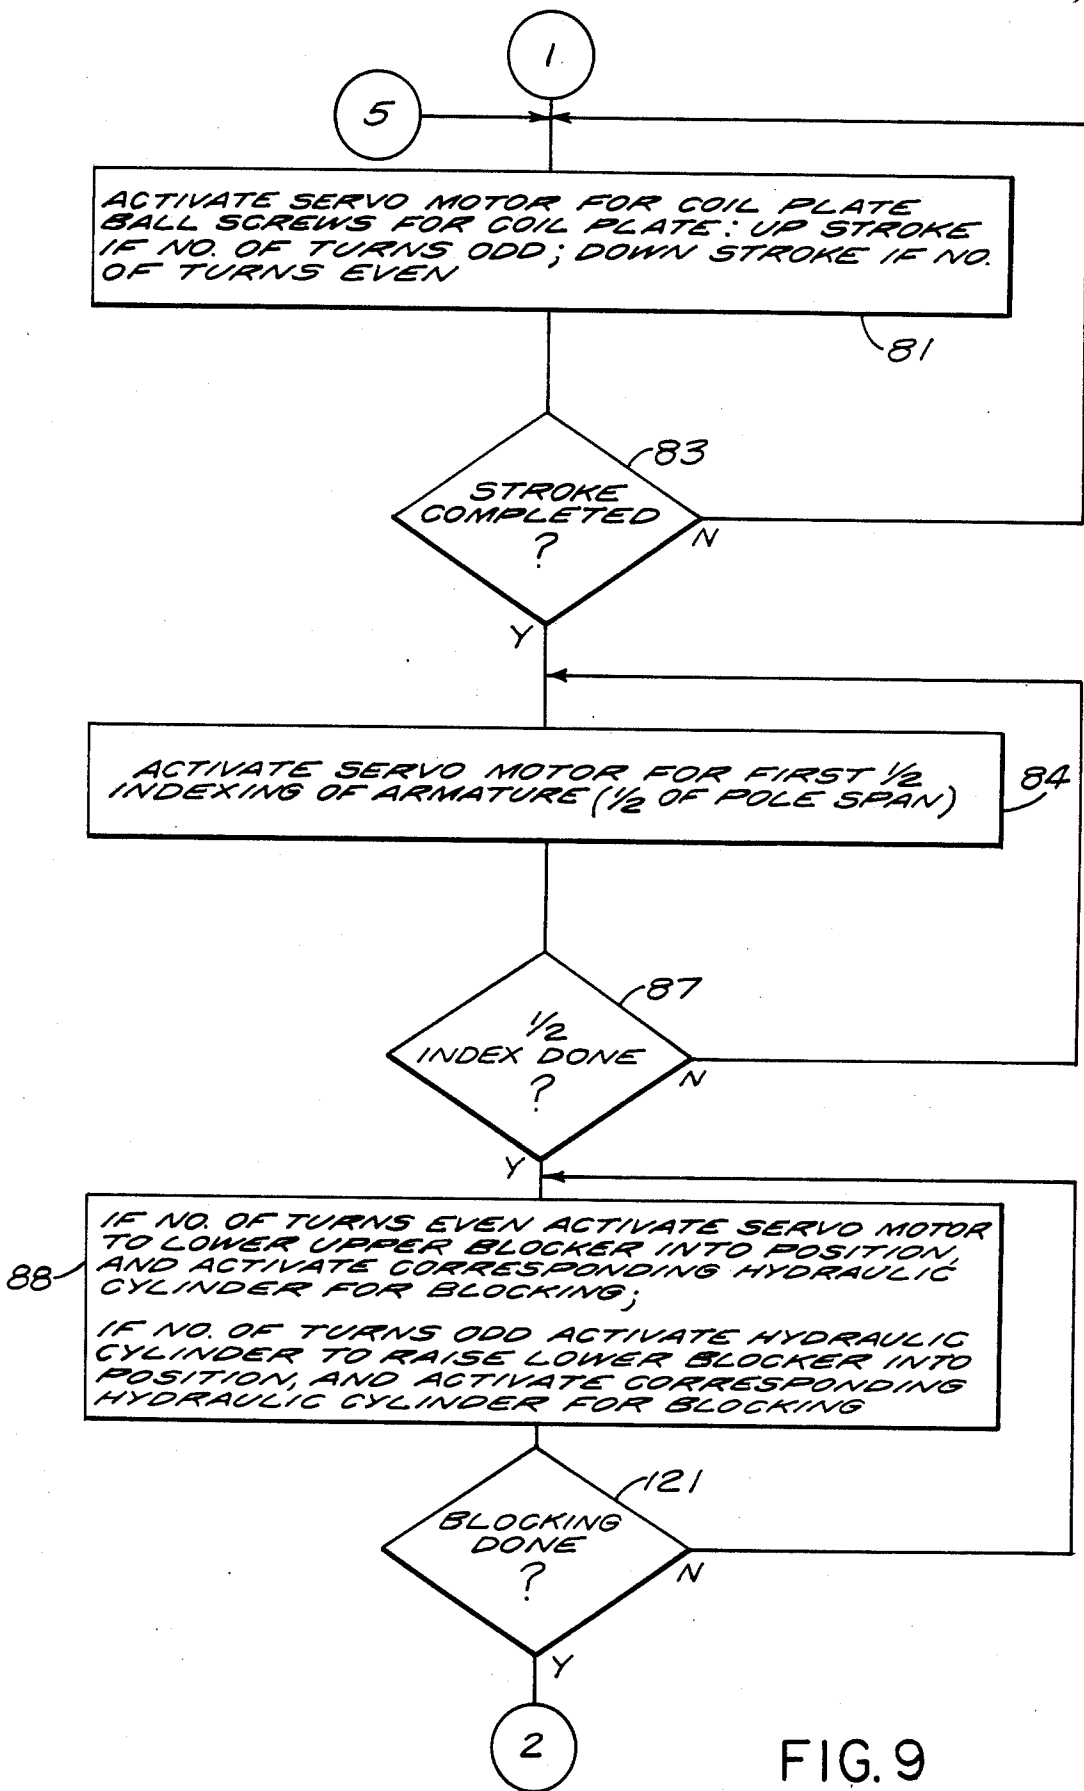 1
5
ACTIVATE SERVO MOTOR FOR COIL PLATE
BALL SCREWS FOR COIL PLATE: UP STROKE
IF NO. OF TURNS ODD; DOWN STROKE IF NO.
OF TURNS EVEN
81
83
STROKE
COMPLETED
?
N
Y
ACTIVATE SERVO MOTOR FOR FIRST 1/2
INDEXING OF ARMATURE (1/2 OF POLE SPAN)
84
87
1/2
INDEX DONE
?
N
Y
IF NO. OF TURNS EVEN ACTIVATE SERVO MOTOR
TO LOWER UPPER BLOCKER INTO POSITION,
AND ACTIVATE CORRESPONDING HYDRAULIC
CYLINDER FOR BLOCKING;
88
IF NO. OF TURNS ODD ACTIVATE HYDRAULIC
CYLINDER TO RAISE LOWER BLOCKER INTO
POSITION, AND ACTIVATE CORRESPONDING
HYDRAULIC CYLINDER FOR BLOCKING
121
BLOCKING
DONE
?
N
Y
2
FIG. 9